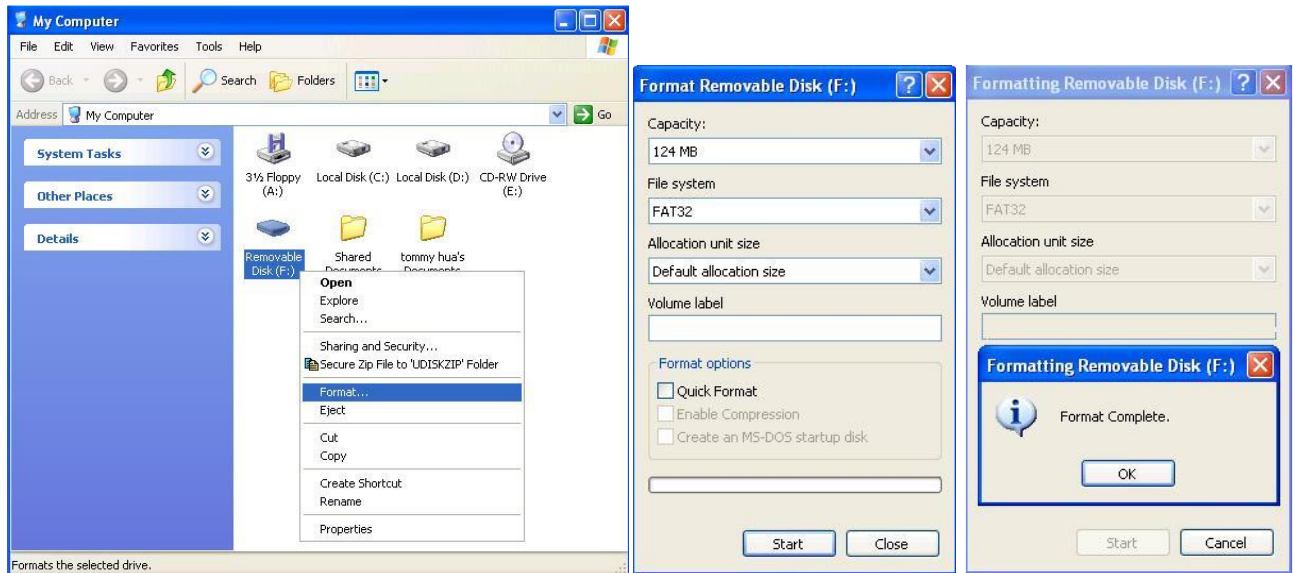 My Computer
File Edit View Favorites Tools Help
Back Search Folders
Address My Computer Go
System Tasks
Other Places
Details
3½ Floppy (A:)
Local Disk (C:)
Local Disk (D:)
CD-RW Drive (E:)
Removable Disk (F:)
Shared Documents
tommy hua's Documents
Open
Explore
Search...
Sharing and Security...
Secure Zip File to 'UDISKZIP' Folder
Format...
Eject
Cut
Copy
Create Shortcut
Rename
Properties
Formats the selected drive.
Format Removable Disk (F:)
Capacity:
124 MB
File system
FAT32
Allocation unit size
Default allocation size
Volume label
Format options
Quick Format
Enable Compression
Create an MS-DOS startup disk
Start Close
Formatting Removable Disk (F:)
Capacity:
124 MB
File system
FAT32
Allocation unit size
Default allocation size
Volume label
Formatting Removable Disk (F:)
Format Complete.
OK
Start Cancel